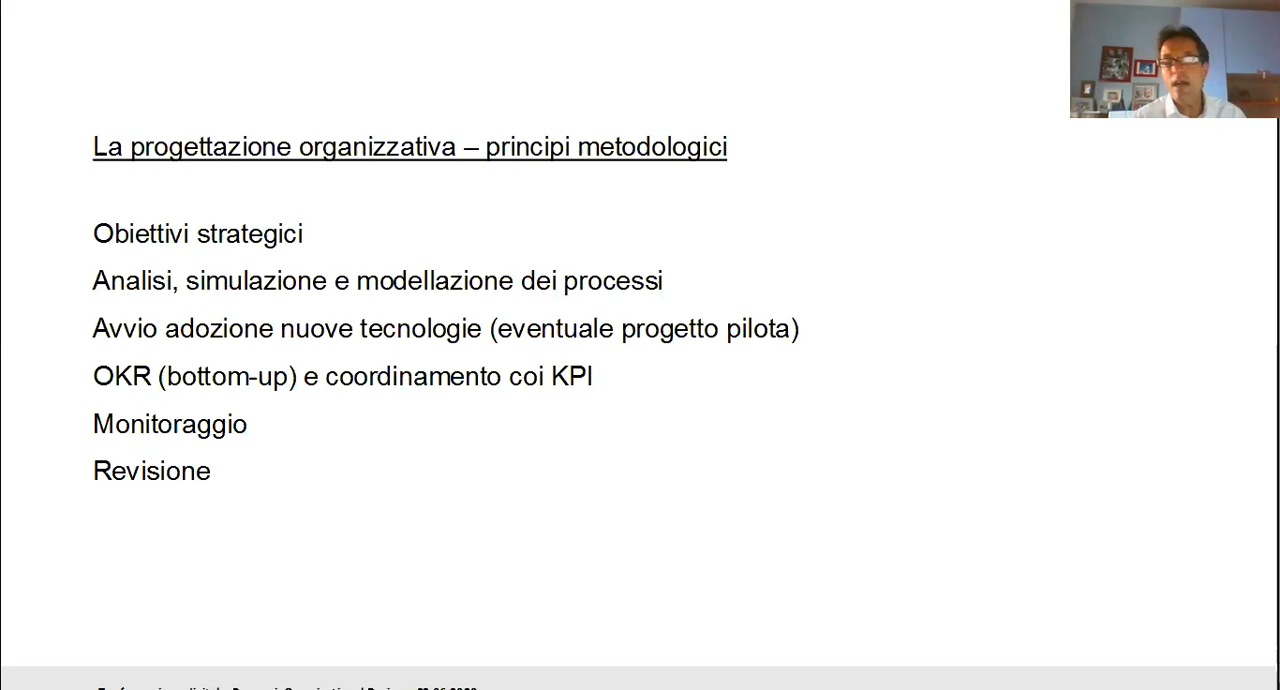 La progettazione organizzativa – principi metodologici
Obiettivi strategici
Analisi, simulazione e modellazione dei processi
Avvio adozione nuove tecnologie (eventuale progetto pilota)
OKR (bottom-up) e coordinamento coi KPI
Monitoraggio
Revisione